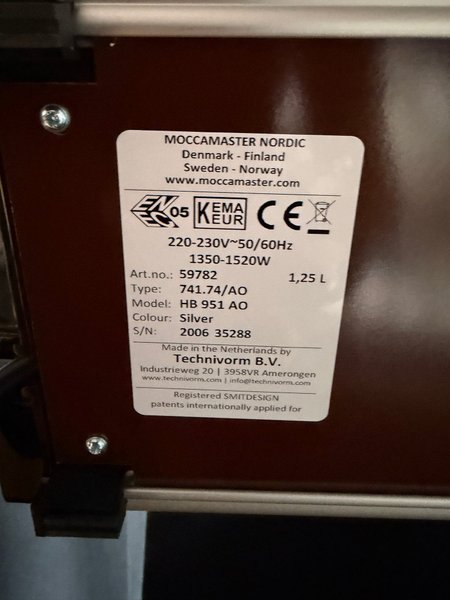 MOCCAMASTER NORDIC
Denmark - Finland
Sweden - Norway
www.moccamaster.com
ENEC 05 KEMA EUR CE
220-230V~50/60Hz
1350-1520W
Art.no.: 59782 1,25 L
Type: 741.74/AO
Model: HB 951 AO
Colour: Silver
S/N: 2006 35288
Made in the Netherlands by
Technivorm B.V.
Industrieweg 20 | 3958VR Amerongen
www.technivorm.com | info@technivorm.com
Registered SMITDESIGN
patents internationally applied for